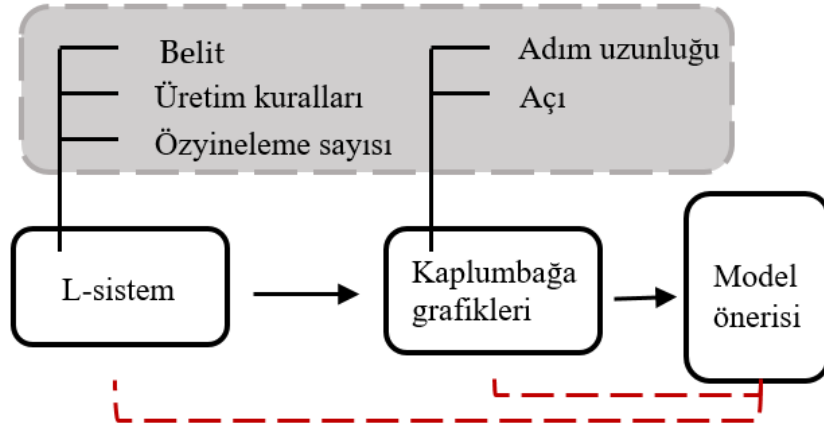 Belit
Üretim kuralları
Özyineleme sayısı
Adım uzunluğu
Açı
L-sistem
Kaplumbağa
grafikleri
Model
önerisi